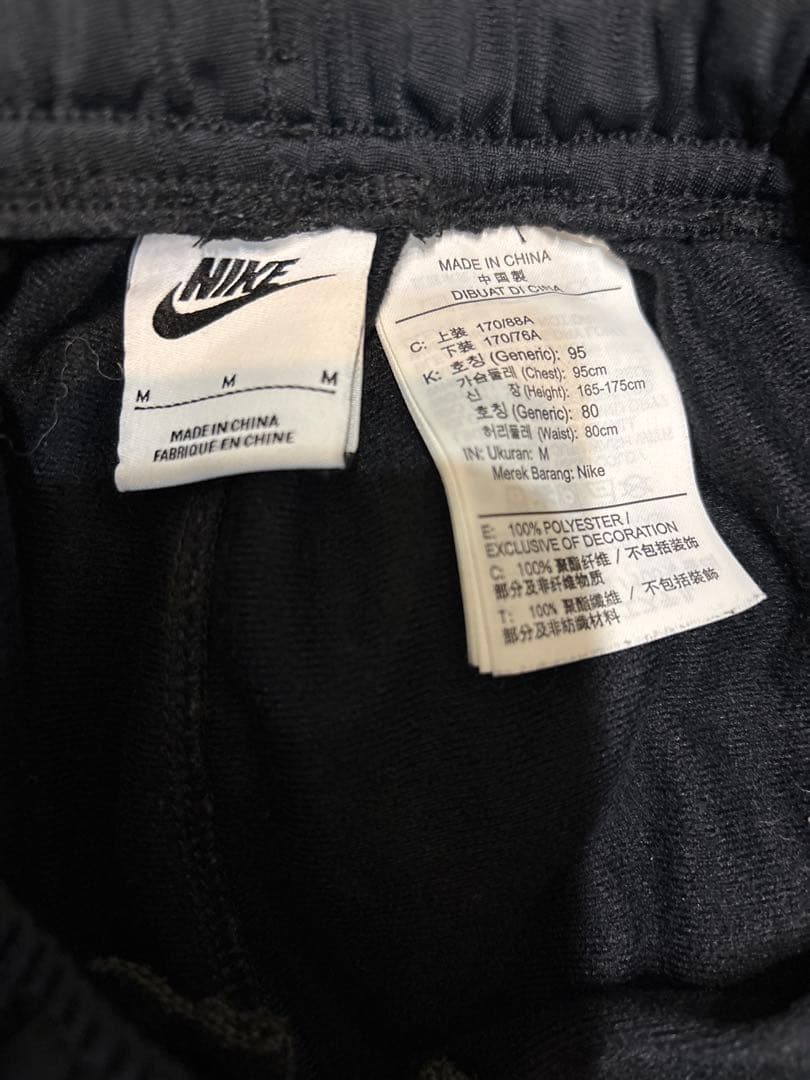 NIKE
M M M
MADE IN CHINA
FABRIQUE EN CHINE
MADE IN CHINA
中国製
DIBUAT DI CINA
C: 上装 170/88A
下装 170/76A
K: 호칭 (Generic): 95
가슴둘레 (Chest): 95cm
신 장 (Height): 165-175cm
호칭 (Generic): 80
허리둘레 (Waist): 80cm
IN: Ukuran: M
Merek Barang: Nike
E: 100% POLYESTER /
EXCLUSIVE OF DECORATION
C: 100% 聚酯纤维 / 不包括装饰
部分及非纤维物质
T: 100% 聚酯纖維 / 不包括裝飾
部分及非紡織材料